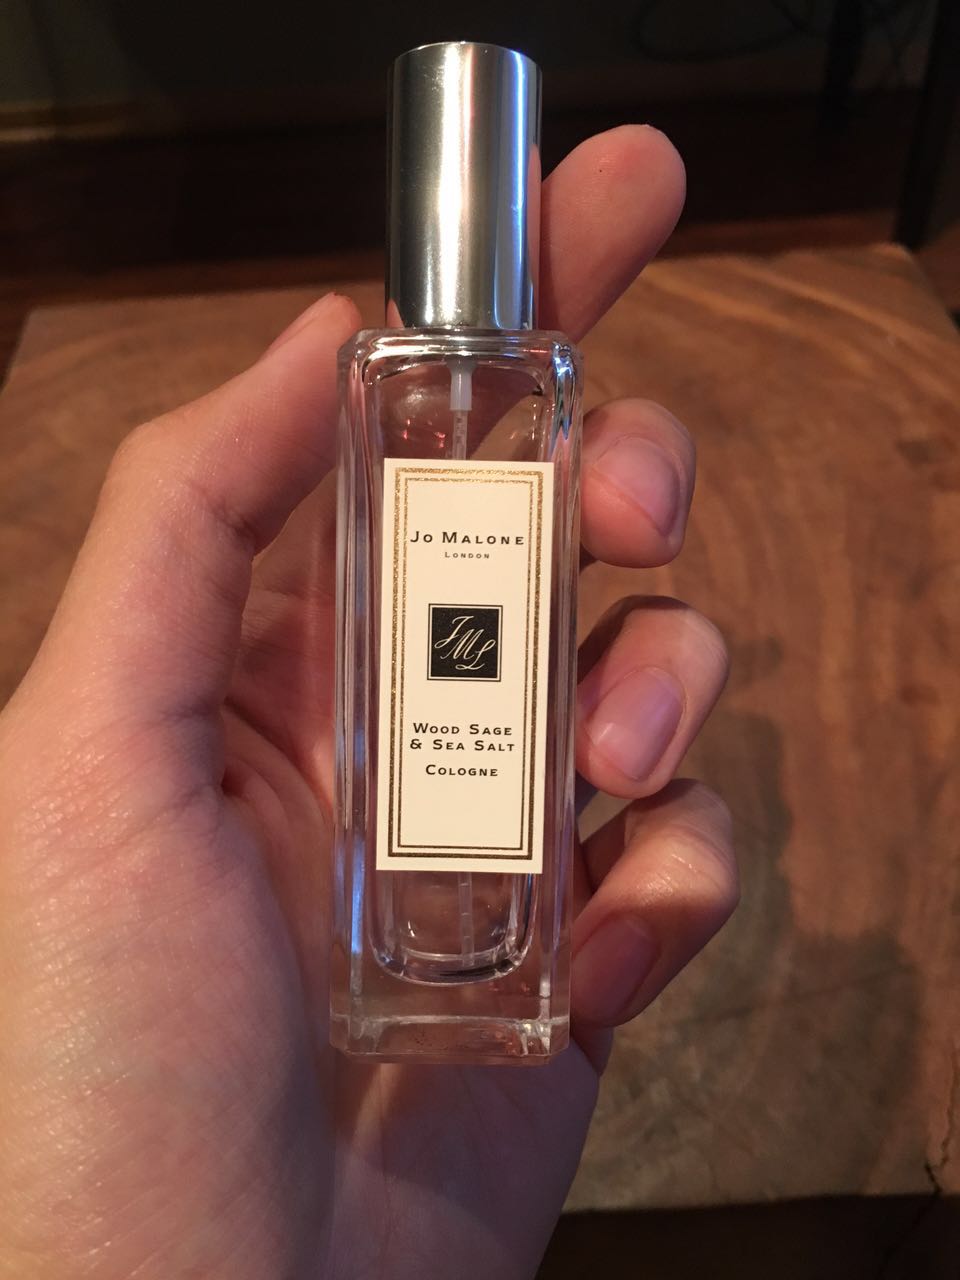 Jo Malone
London
JML
Wood Sage
& Sea Salt
Cologne